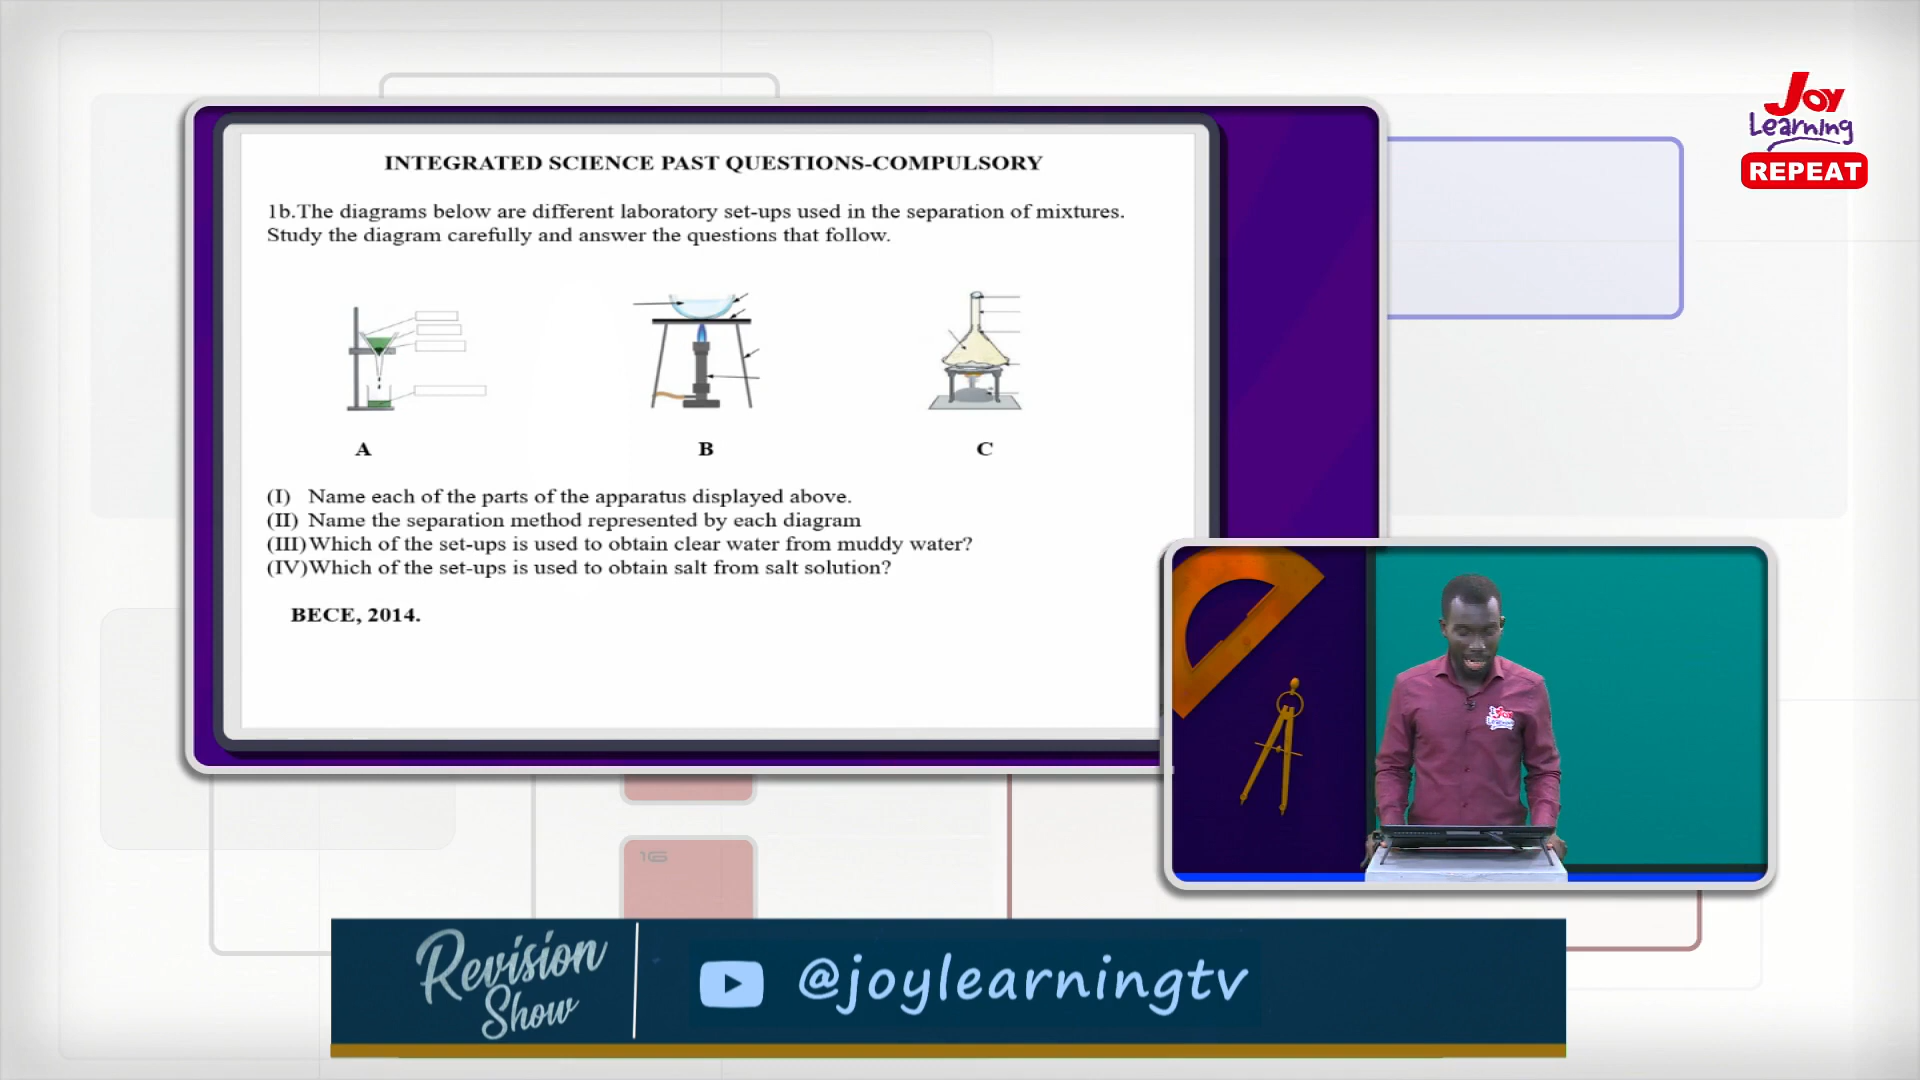 INTEGRATED SCIENCE PAST QUESTIONS-COMPULSORY
1b.The diagrams below are different laboratory set-ups used in the separation of mixtures.
Study the diagram carefully and answer the questions that follow.
A
B
C
(I) Name each of the parts of the apparatus displayed above.
(II) Name the separation method represented by each diagram
(III)Which of the set-ups is used to obtain clear water from muddy water?
(IV)Which of the set-ups is used to obtain salt from salt solution?
BECE, 2014.
Joy
Learning
REPEAT
Joy
Learning
16
Revision
Show
@joylearningtv